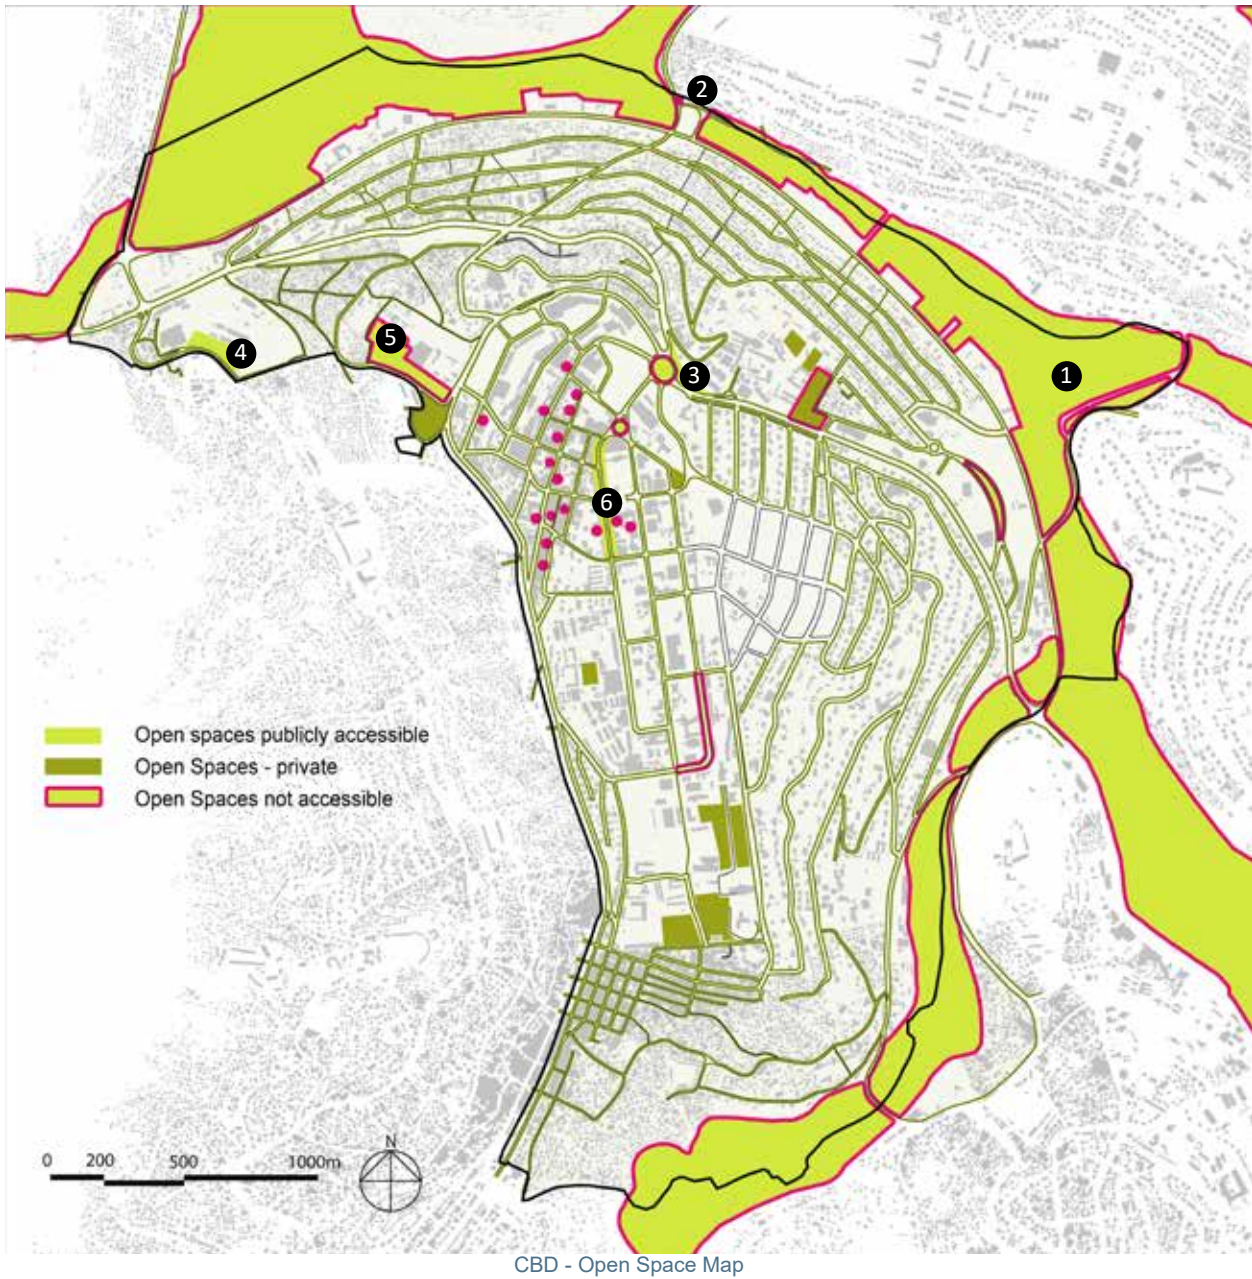 2
5
4
3
1
6
Open spaces publicly accessible
Open Spaces - private
Open Spaces not accessible
0 200 500 1000m
N
CBD - Open Space Map